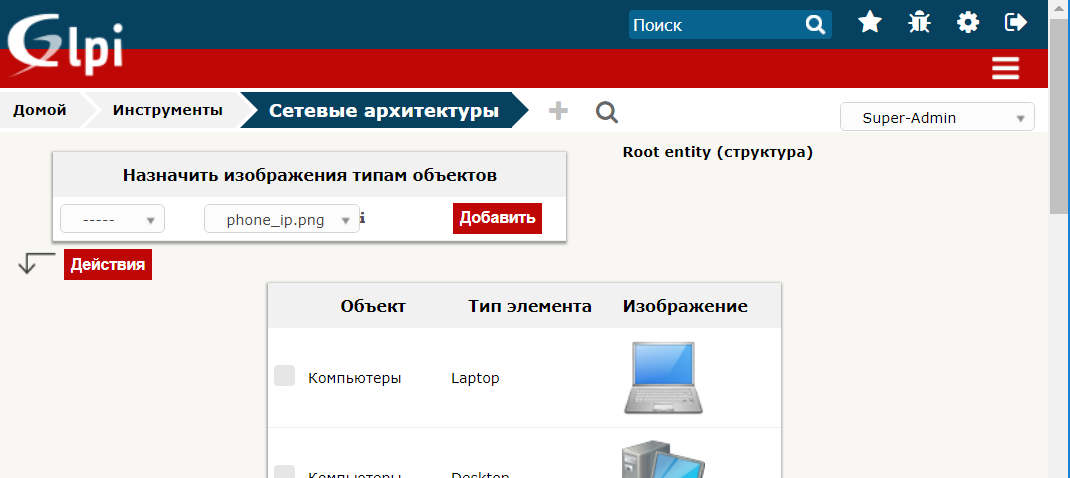 Glpi
Поиск
Домой Инструменты Сетевые архитектуры Super-Admin
Root entity (структура)
Назначить изображения типам объектов
----- phone_ip.png i Добавить
Действия
Объект Тип элемента Изображение
Компьютеры Laptop
Компьютеры Desktop